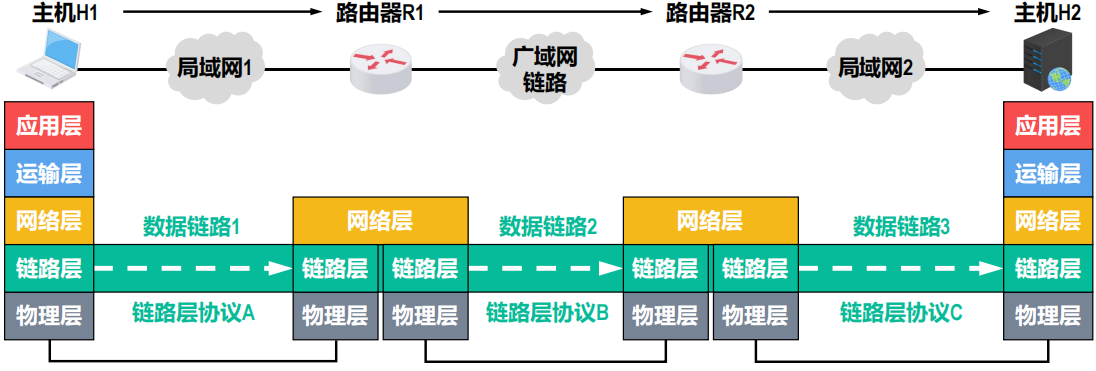 主机H1
路由器R1
路由器R2
主机H2
局域网1
广域网
链路
局域网2
应用层
应用层
运输层
运输层
网络层
数据链路1
网络层
数据链路2
网络层
数据链路3
网络层
链路层
链路层
链路层
链路层
链路层
链路层
物理层
链路层协议A
物理层
物理层
链路层协议B
物理层
物理层
链路层协议C
物理层